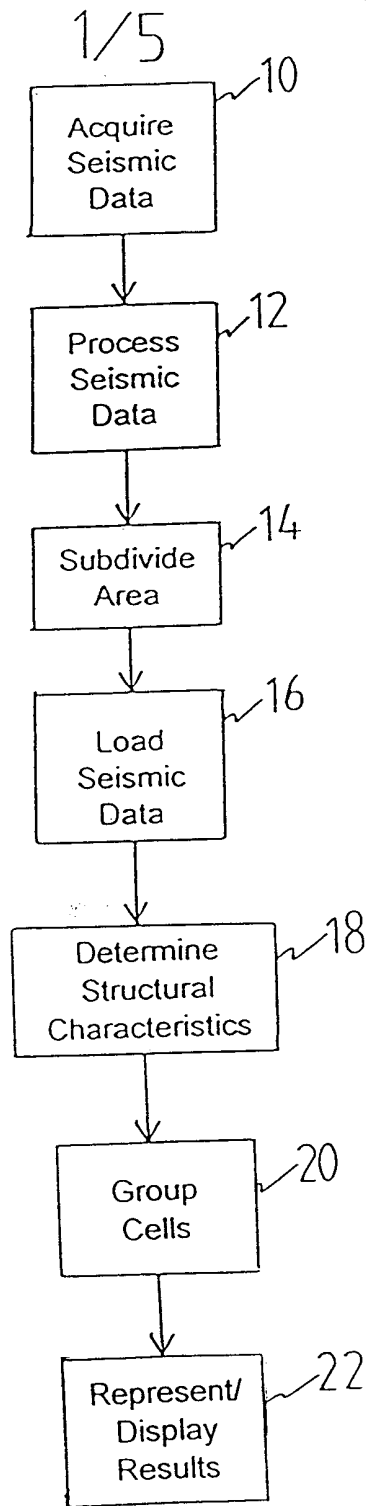 1/5
10
Acquire
Seismic
Data
12
Process
Seismic
Data
14
Subdivide
Area
16
Load
Seismic
Data
18
Determine
Structural
Characteristics
20
Group
Cells
22
Represent/
Display
Results